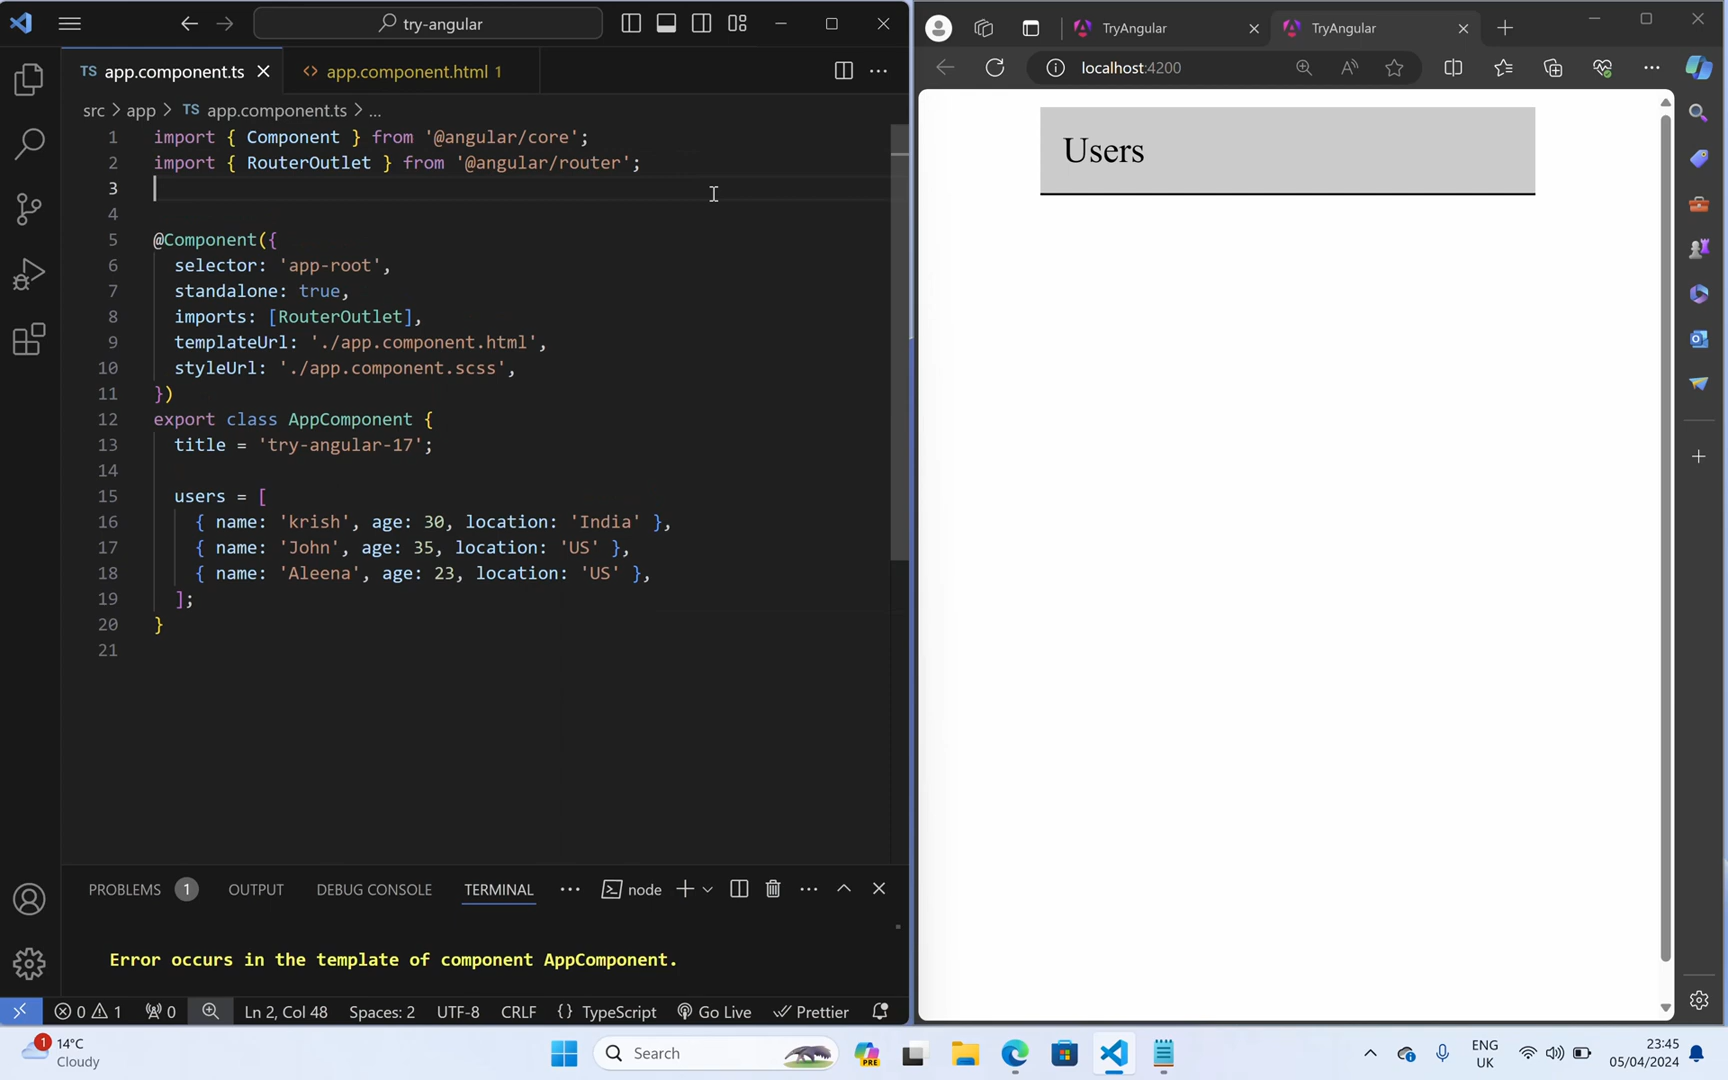 try-angular
TS app.component.ts
<> app.component.html 1
src > app > TS app.component.ts > ...
1 import { Component } from '@angular/core';
2 import { RouterOutlet } from '@angular/router';
3
4
5 @Component({
6 selector: 'app-root',
7 standalone: true,
8 imports: [RouterOutlet],
9 templateUrl: './app.component.html',
10 styleUrl: './app.component.scss',
11 })
12 export class AppComponent {
13 title = 'try-angular-17';
14
15 users = [
16 { name: 'krish', age: 30, location: 'India' },
17 { name: 'John', age: 35, location: 'US' },
18 { name: 'Aleena', age: 23, location: 'US' },
19 ];
20 }
21
PROBLEMS 1 OUTPUT DEBUG CONSOLE TERMINAL ... node
Error occurs in the template of component AppComponent.
0 1 0 Ln 2, Col 48 Spaces: 2 UTF-8 CRLF {} TypeScript Go Live Prettier
TryAngular
TryAngular
localhost:4200
Users
1
14°C
Cloudy
Search
PRE
ENG
UK
23:45
05/04/2024